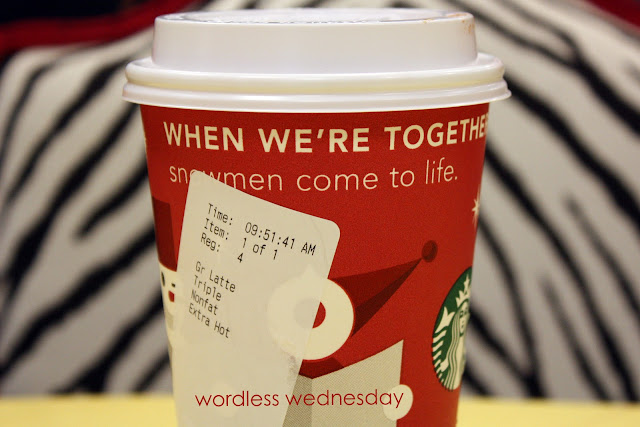 WHEN WE'RE TOGETHE
snowmen come to life.
Time: 09:51:41 AM
Item: 1 of 1
Reg: 4
Gr Latte
Triple
Nonfat
Extra Hot
wordless wednesday